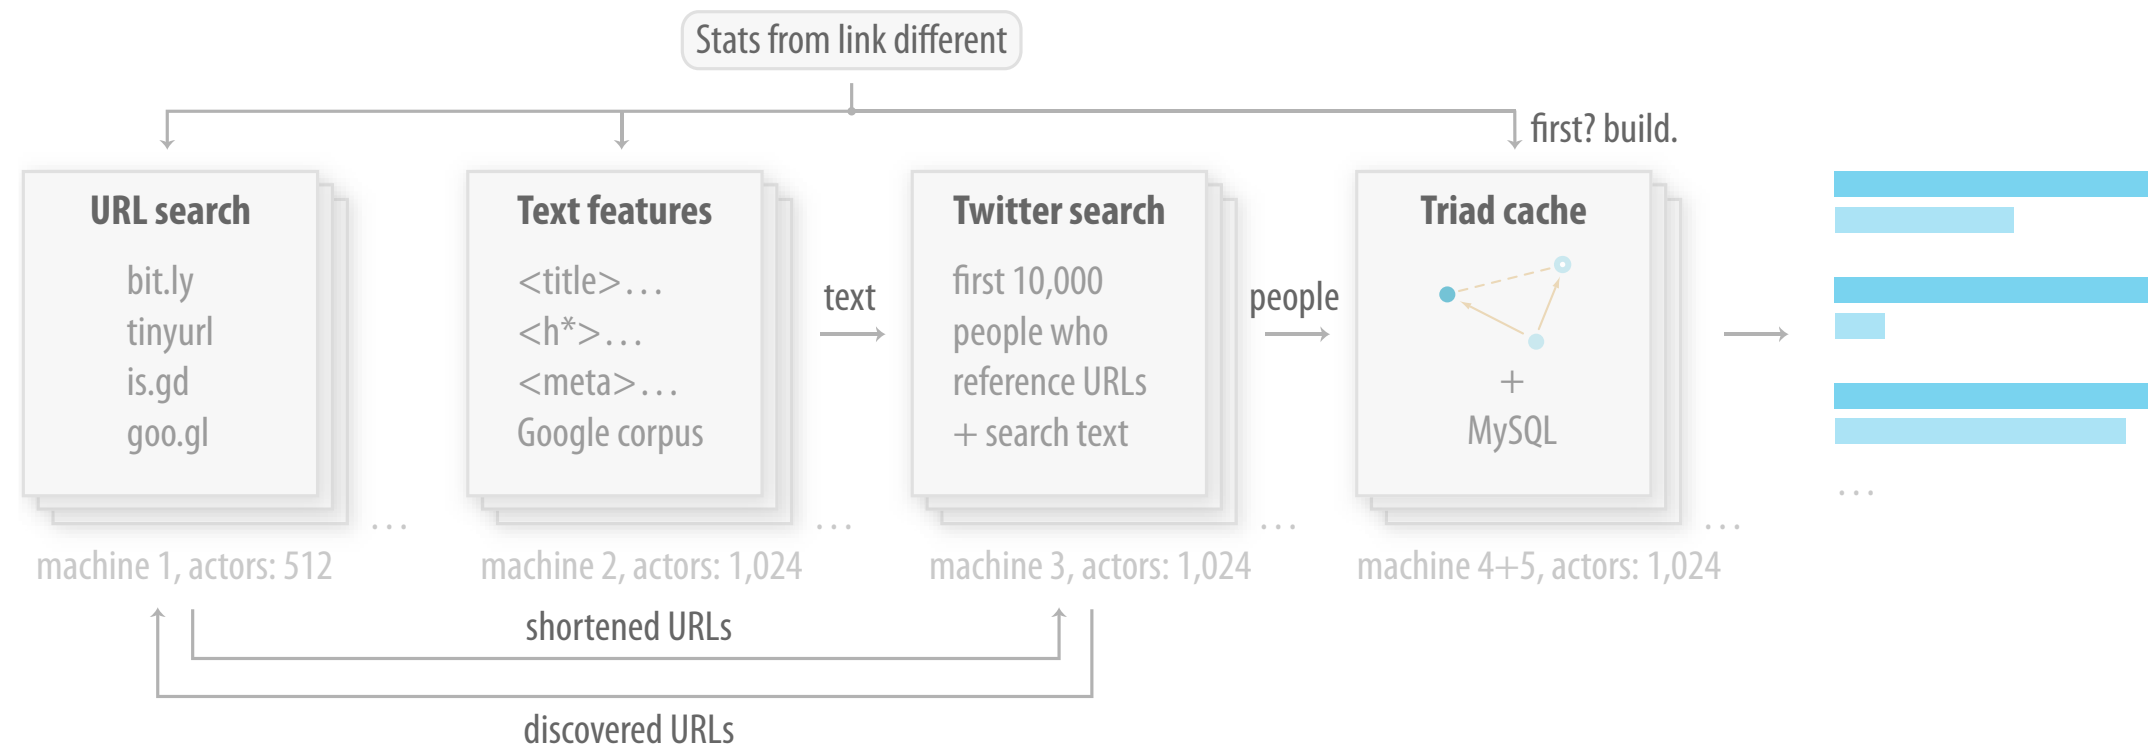 Stats from link different
first? build.
URL search
bit.ly
tinyurl
is.gd
goo.gl
…
machine 1, actors: 512
Text features
<title>…
<h*>…
<meta>…
Google corpus
…
machine 2, actors: 1,024
text
Twitter search
first 10,000
people who
reference URLs
+ search text
…
machine 3, actors: 1,024
people
Triad cache
+
MySQL
…
machine 4+5, actors: 1,024
…
shortened URLs
discovered URLs